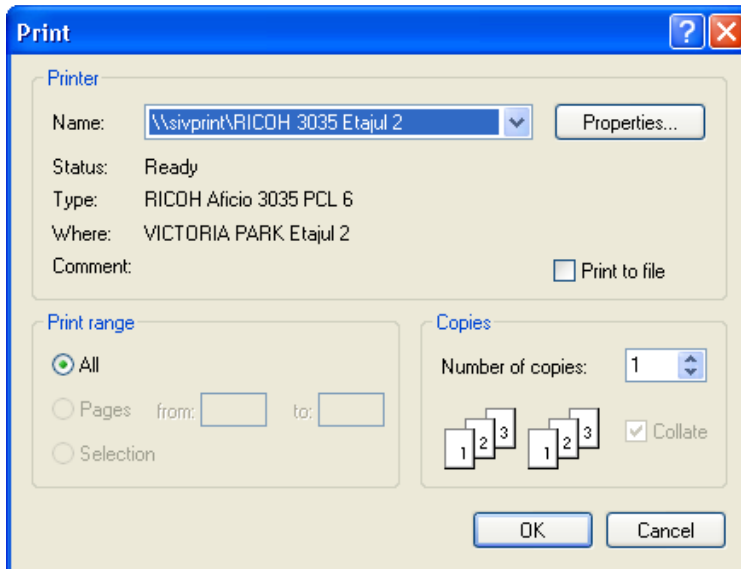 Print
Printer
Name: \\sivprint\RICOH 3035 Etajul 2 Properties...
Status: Ready
Type: RICOH Aficio 3035 PCL 6
Where: VICTORIA PARK Etajul 2
Comment: Print to file
Print range
All
Pages from: to:
Selection
Copies
Number of copies: 1
1 2 3 1 2 3 Collate
OK Cancel